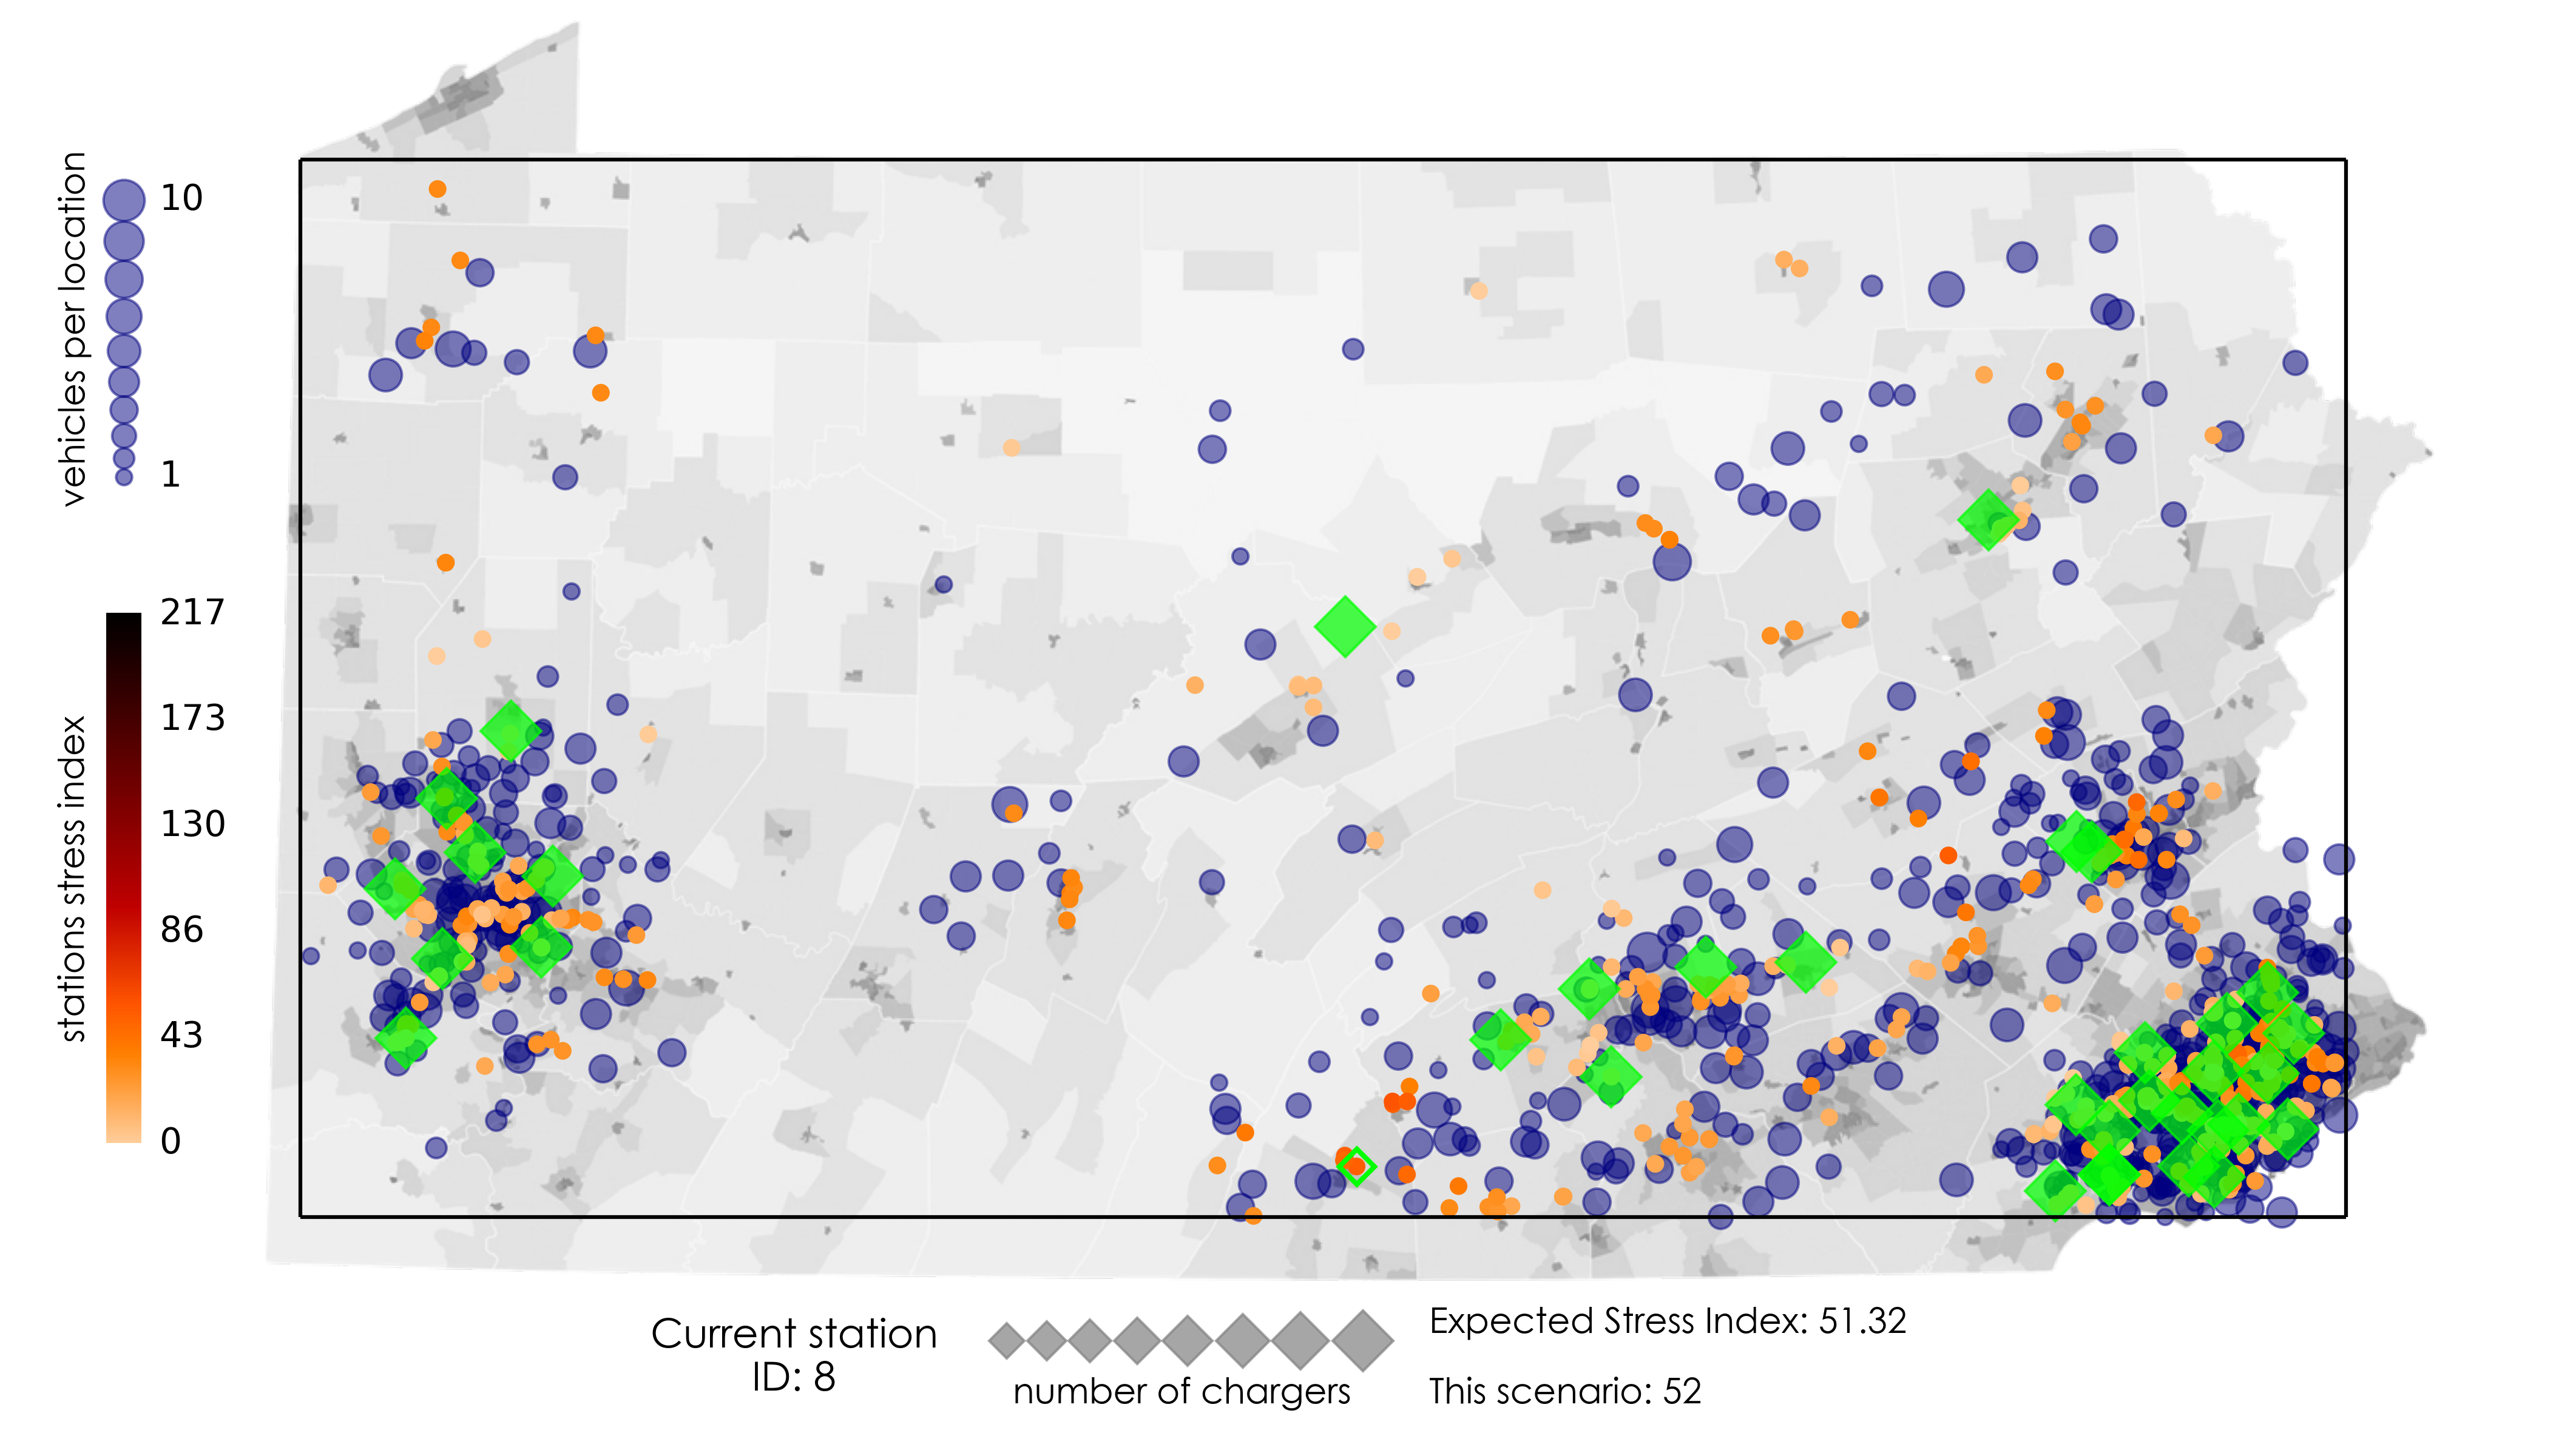 vehicles per location
10
1
stations stress index
217
173
130
86
43
0
Current station
ID: 8
number of chargers
Expected Stress Index: 51.32
This scenario: 52